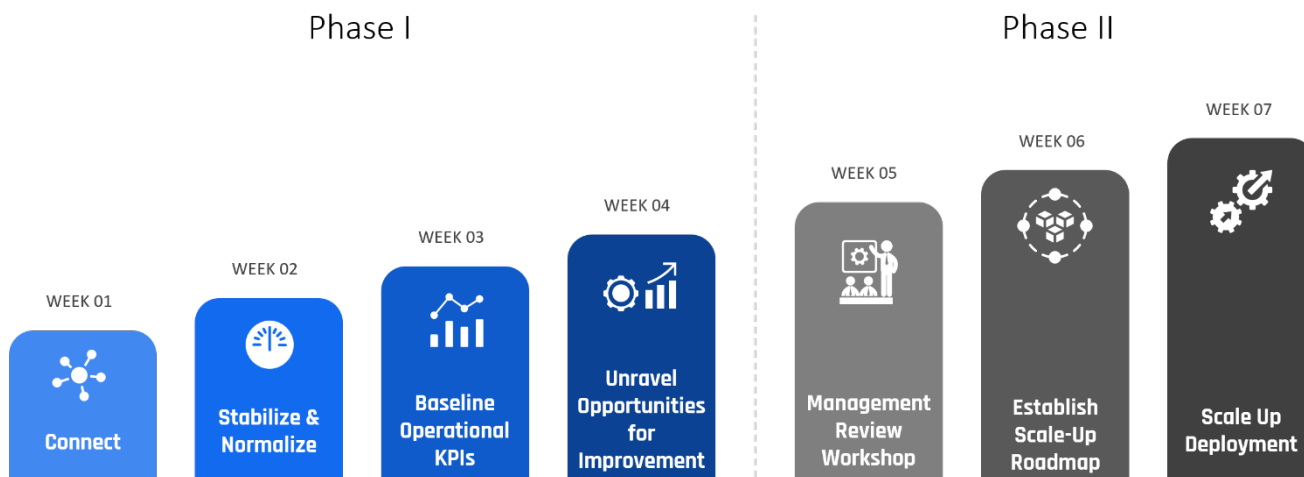 Phase I
Phase II
WEEK 01
Connect
WEEK 02
Stabilize &
Normalize
WEEK 03
Baseline
Operational
KPIs
WEEK 04
Unravel
Opportunities
for
Improvement
WEEK 05
Management
Review
Workshop
WEEK 06
Establish
Scale-Up
Roadmap
WEEK 07
Scale Up
Deployment